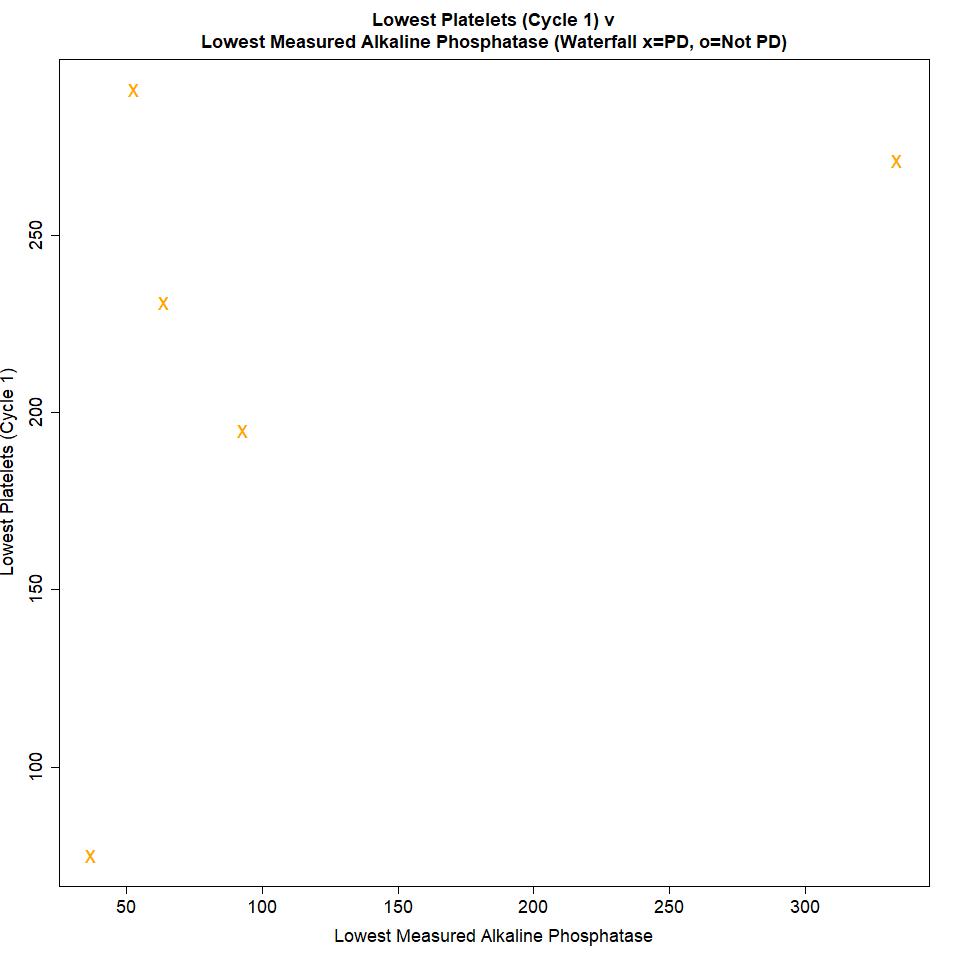 Lowest Platelets (Cycle 1) v
Lowest Measured Alkaline Phosphatase (Waterfall x=PD, o=Not PD)
X
X
250
X
Lowest Platelets (Cycle 1)
200
X
150
100
X
50 100 150 200 250 300
Lowest Measured Alkaline Phosphatase